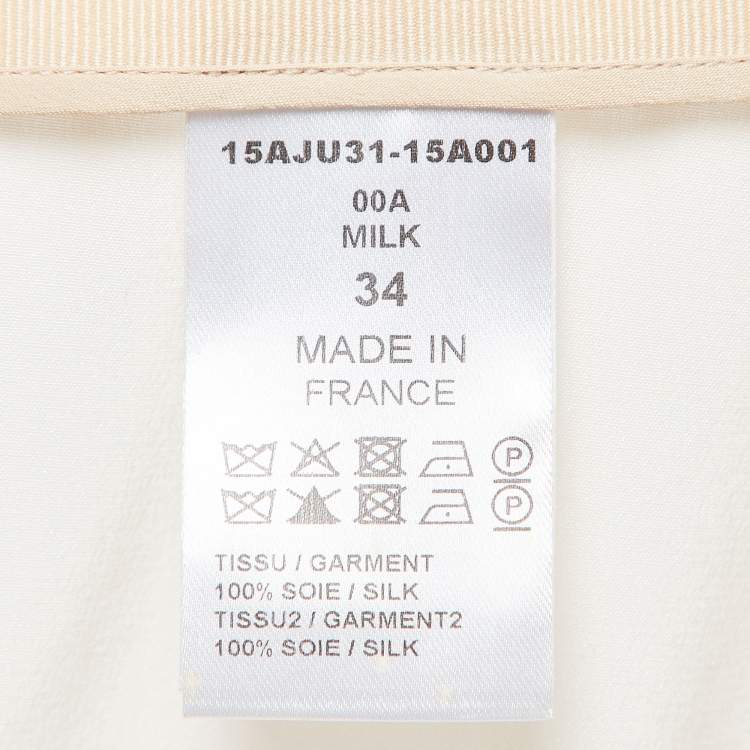 15AJU31-15A001
00A
MILK
34
MADE IN
FRANCE
P
P
TISSU / GARMENT
100% SOIE / SILK
TISSU2 / GARMENT2
100% SOIE / SILK